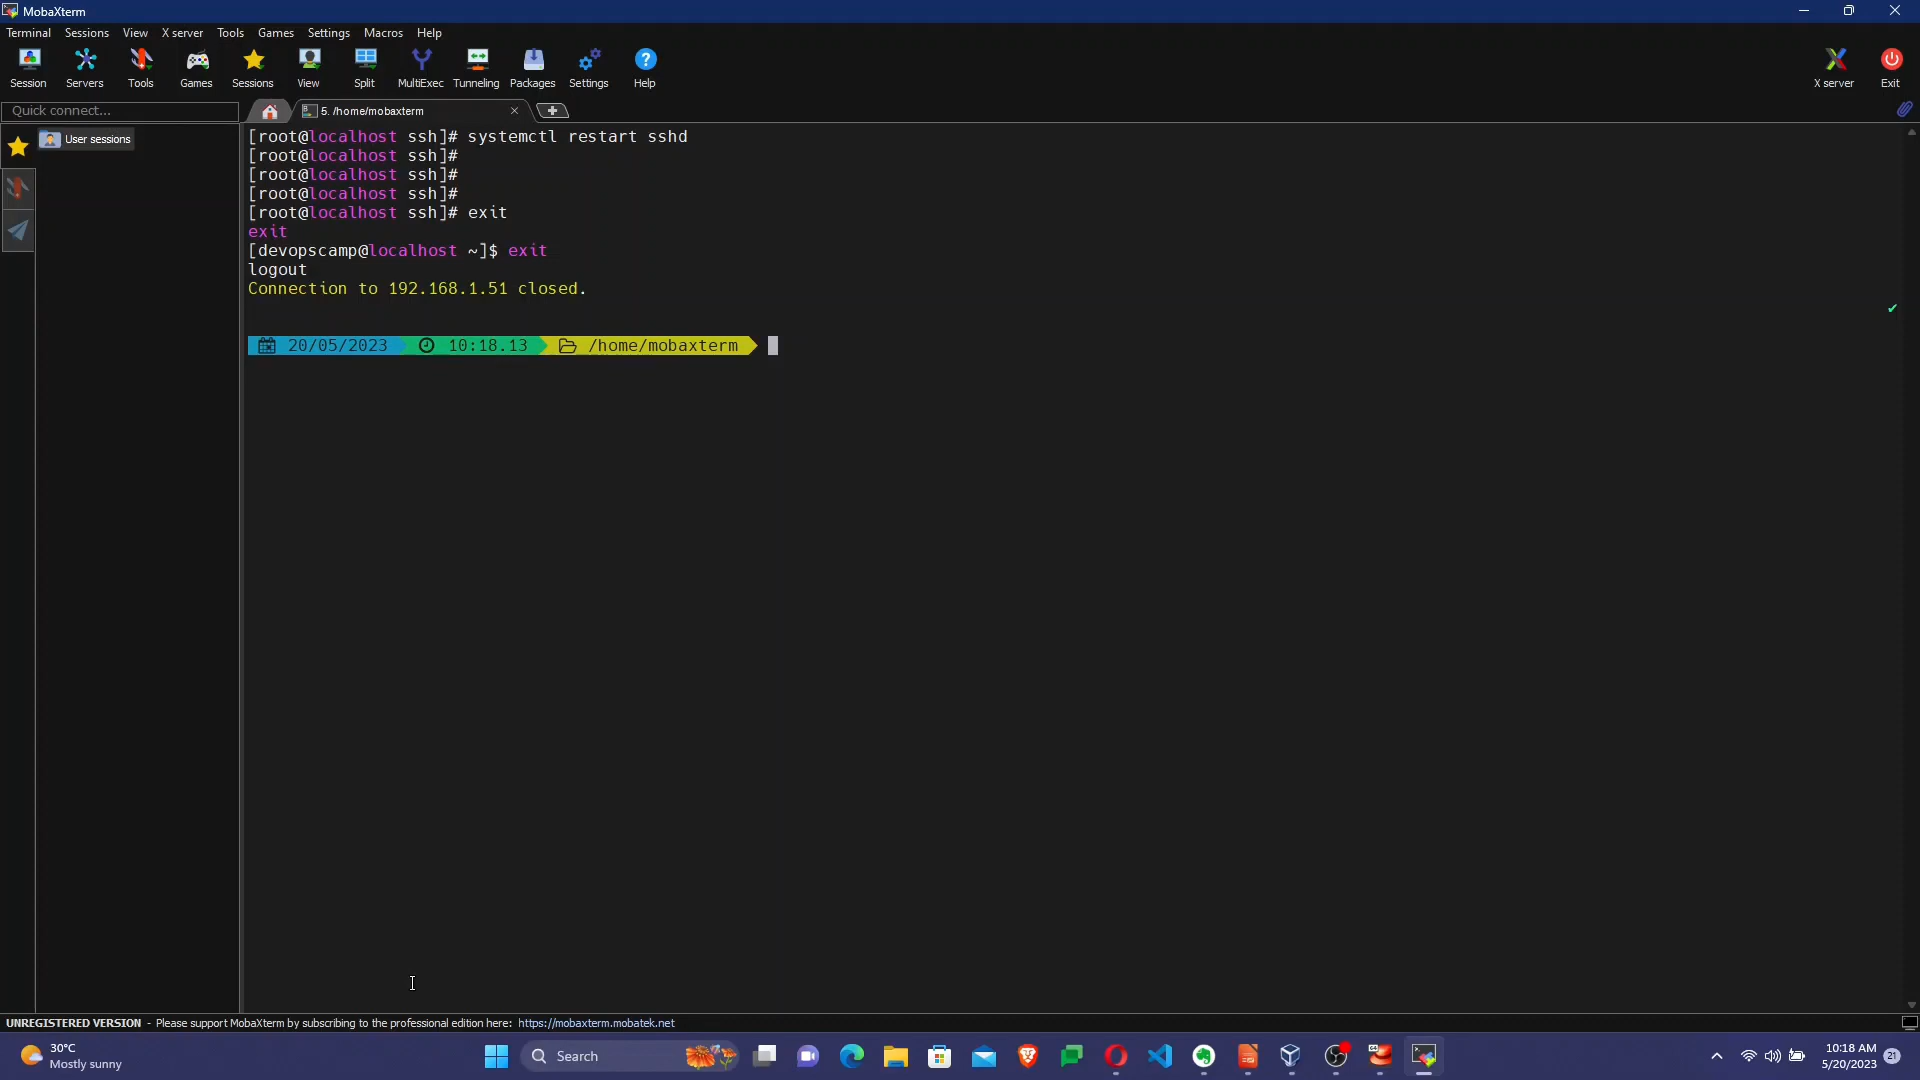 MobaXterm
Terminal Sessions View X server Tools Games Settings Macros Help
Session Servers Tools Games Sessions View Split MultiExec Tunneling Packages Settings Help X server Exit
Quick connect... 5. /home/mobaxterm
User sessions
[root@localhost ssh]# systemctl restart sshd
[root@localhost ssh]#
[root@localhost ssh]#
[root@localhost ssh]#
[root@localhost ssh]# exit
exit
[devopscamp@localhost ~]$ exit
logout
Connection to 192.168.1.51 closed.
20/05/2023 10:18.13 /home/mobaxterm
UNREGISTERED VERSION - Please support MobaXterm by subscribing to the professional edition here: https://mobaxterm.mobatek.net
30°C
Mostly sunny
Search
10:18 AM
5/20/2023
21